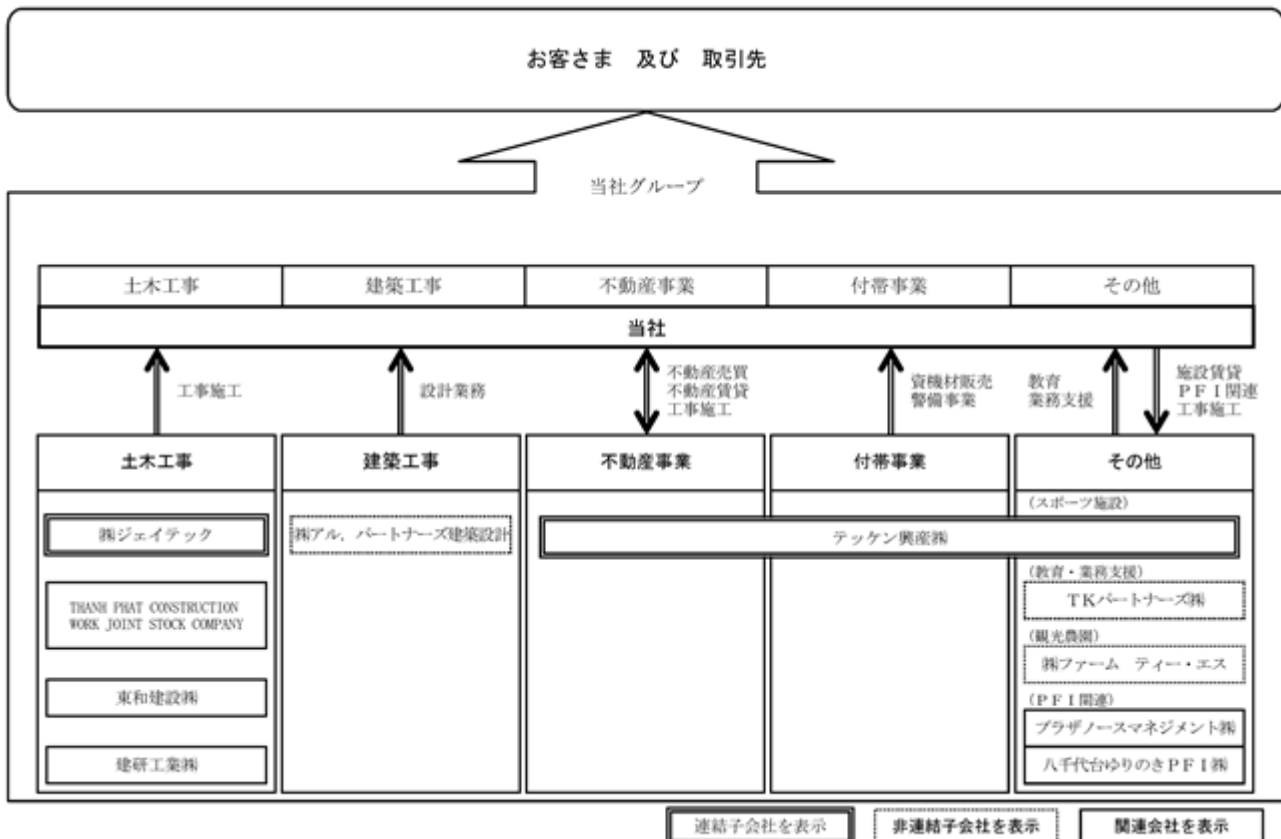 お客さま 及び 取引先
当社グループ
土木工事 建築工事 不動産事業 付帯事業 その他
当社
工事施工
設計業務
不動産売買
不動産賃貸
工事施工
資機材販売
警備事業
教育
業務支援
施設賃貸
PFI関連
工事施工
土木工事 建築工事 不動産事業 付帯事業 その他
㈱ジェイテック
THANH PHAT CONSTRUCTION
WORK JOINT STOCK COMPANY
東和建設㈱
建研工業㈱
㈱アル.パートナーズ建築設計
(スポーツ施設)
テッケン興産㈱
(教育・業務支援)
TKパートナーズ㈱
(観光農園)
㈱ファーム ティー・エス
(PFI関連)
プラザノースマネジメント㈱
八千代台ゆりのきPFI㈱
連結子会社を表示 非連結子会社を表示 関連会社を表示